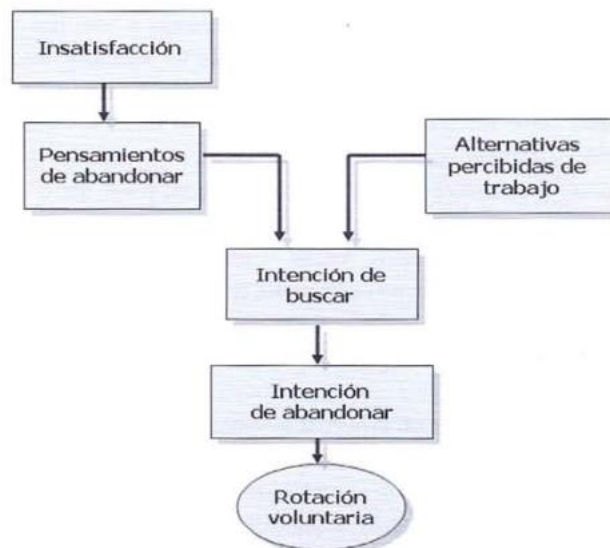 Insatisfacción
Pensamientos
de abandonar
Alternativas
percibidas de
trabajo
Intención de
buscar
Intención
de abandonar
Rotación
voluntaria